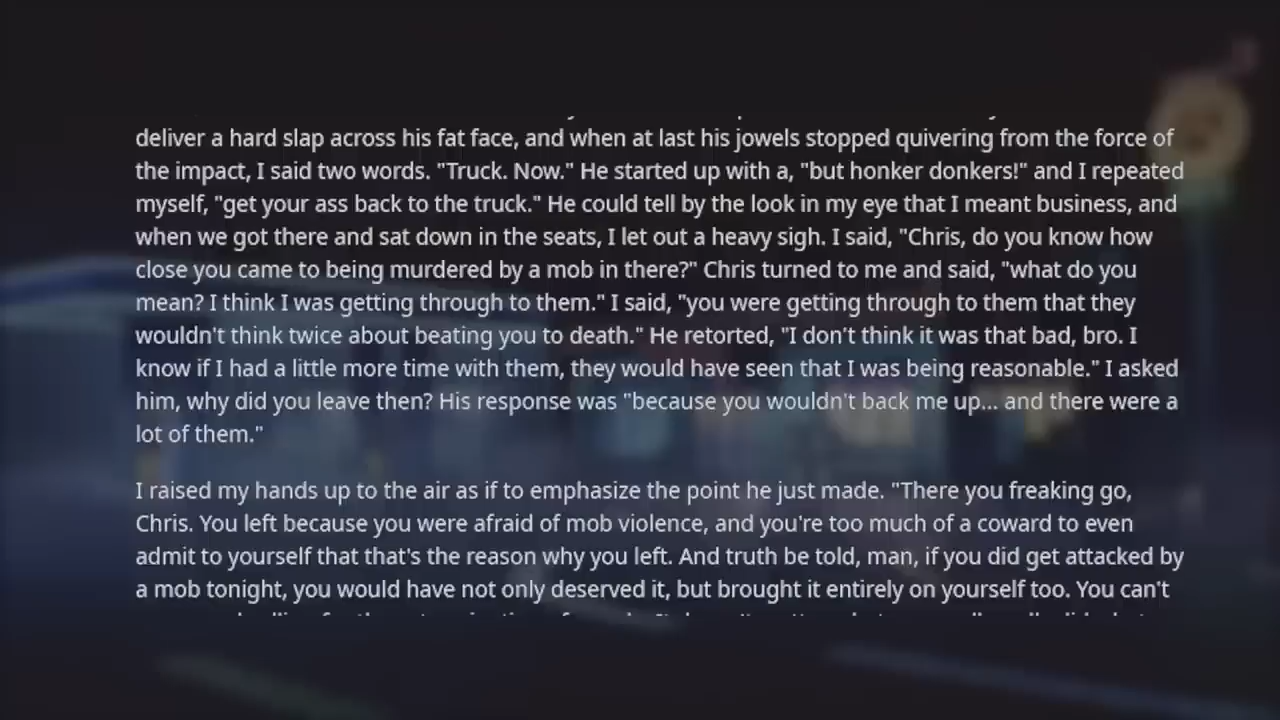 deliver a hard slap across his fat face, and when at last his jowels stopped quivering from the force of
the impact, I said two words. "Truck. Now." He started up with a, "but honker donkers!" and I repeated
myself, "get your ass back to the truck." He could tell by the look in my eye that I meant business, and
when we got there and sat down in the seats, I let out a heavy sigh. I said, "Chris, do you know how
close you came to being murdered by a mob in there?" Chris turned to me and said, "what do you
mean? I think I was getting through to them." I said, "you were getting through to them that they
wouldn't think twice about beating you to death." He retorted, "I don't think it was that bad, bro. I
know if I had a little more time with them, they would have seen that I was being reasonable." I asked
him, why did you leave then? His response was "because you wouldn't back me up... and there were a
lot of them."
I raised my hands up to the air as if to emphasize the point he just made. "There you freaking go,
Chris. You left because you were afraid of mob violence, and you're too much of a coward to even
admit to yourself that that's the reason why you left. And truth be told, man, if you did get attacked by
a mob tonight, you would have not only deserved it, but brought it entirely on yourself too. You can't